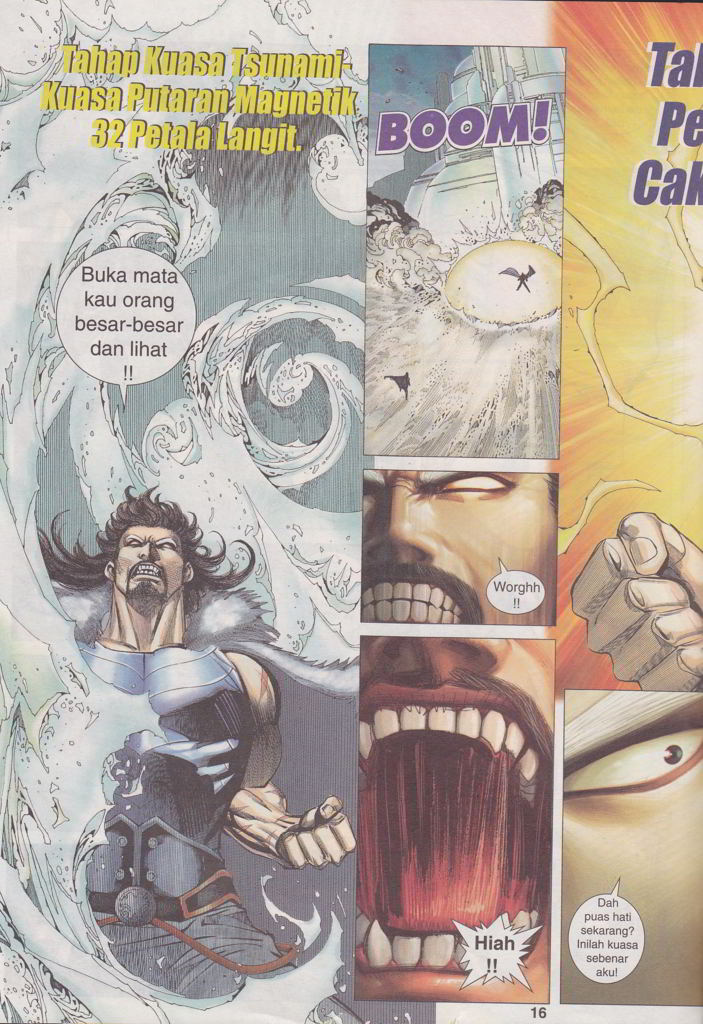 Tahap Kuasa Tsunami-
Kuasa Putaran Magnetik
32 Petala Langit.
Buka mata
kau orang
besar-besar
dan lihat
!!
BOOM!
Worghh
!!
Hiah
!!
Dah
puas hati
sekarang?
Inilah kuasa
sebenar
aku!
16